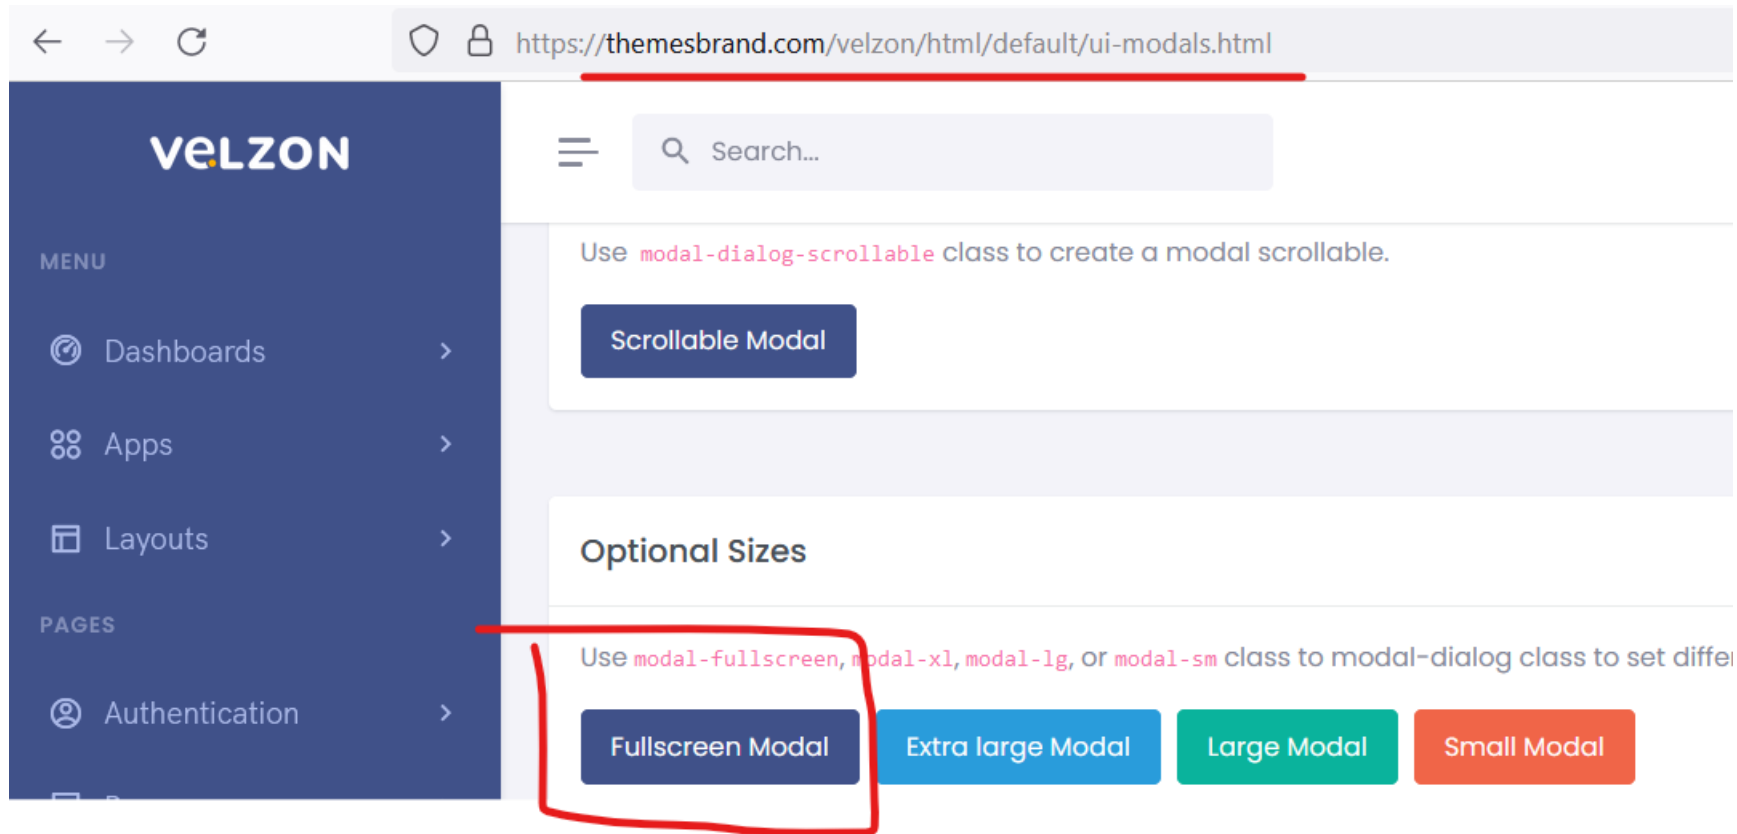 https://themesbrand.com/velzon/html/default/ui-modals.html
VELZON
Search...
MENU
Dashboards
Apps
Layouts
PAGES
Authentication
Use modal-dialog-scrollable class to create a modal scrollable.
Scrollable Modal
Optional Sizes
Use modal-fullscreen, modal-xl, modal-lg, or modal-sm class to modal-dialog class to set differ
Fullscreen Modal
Extra large Modal
Large Modal
Small Modal